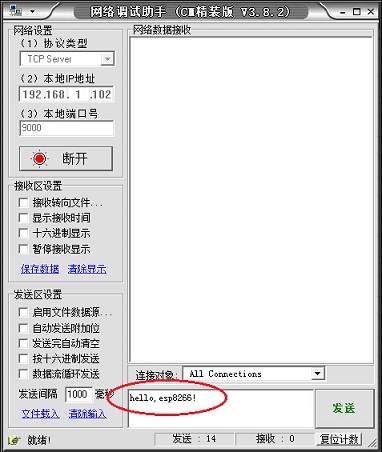 网络调试助手 (CM精装版 V3.8.2)
网络设置
(1) 协议类型
TCP Server
(2) 本地IP地址
192.168. 1 .102
(3) 本地端口号
9000
断开
接收区设置
接收转向文件...
显示接收时间
十六进制显示
暂停接收显示
保存数据 清除显示
发送区设置
启用文件数据源...
自动发送附加位
发送完自动清空
按十六进制发送
数据流循环发送
发送间隔 1000 毫秒
文件载入 清除输入
网络数据接收
连接对象: All Connections
hello,esp8266!
发送
就绪!
发送 : 14
接收 : 0
复位计数